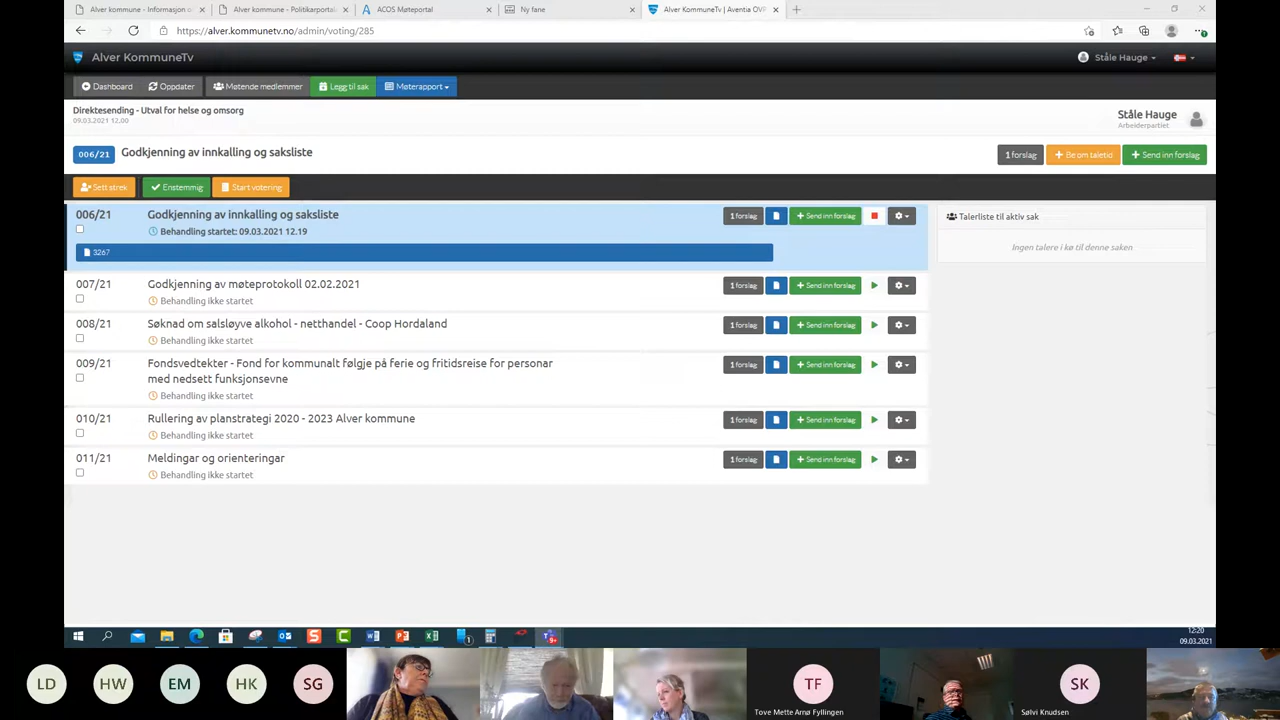 Alver kommune - Informasjon o
Alver kommune - Politikarportal
ACOS Møteportal
Ny fane
Alver KommuneTv | Aventia OVP
https://alver.kommunetv.no/admin/voting/285
Alver KommuneTv
Ståle Hauge
Dashboard
Oppdater
Møtende medlemmer
Legg til sak
Møterapport
Direktesending - Utval for helse og omsorg
09.03.2021 12.00
Ståle Hauge
Arbeiderpartiet
006/21
Godkjenning av innkalling og saksliste
1 forslag
Be om taletid
Send inn forslag
Sett strek
Enstemmig
Start votering
006/21
Godkjenning av innkalling og saksliste
1 forslag
Send inn forslag
Behandling startet: 09.03.2021 12.19
3267
Talerliste til aktiv sak
Ingen talere i kø til denne saken
007/21
Godkjenning av møteprotokoll 02.02.2021
1 forslag
Send inn forslag
Behandling ikke startet
008/21
Søknad om salsløyve alkohol - netthandel - Coop Hordaland
1 forslag
Send inn forslag
Behandling ikke startet
009/21
Fondsvedtekter - Fond for kommunalt følgje på ferie og fritidsreise for personar
med nedsett funksjonsevne
1 forslag
Send inn forslag
Behandling ikke startet
010/21
Rullering av planstrategi 2020 - 2023 Alver kommune
1 forslag
Send inn forslag
Behandling ikke startet
011/21
Meldingar og orienteringar
1 forslag
Send inn forslag
Behandling ikke startet
12:20
09.03.2021
LD
HW
EM
HK
SG
TF
Tove Mette Arnø Fyllingen
SK
Sølvi Knudsen